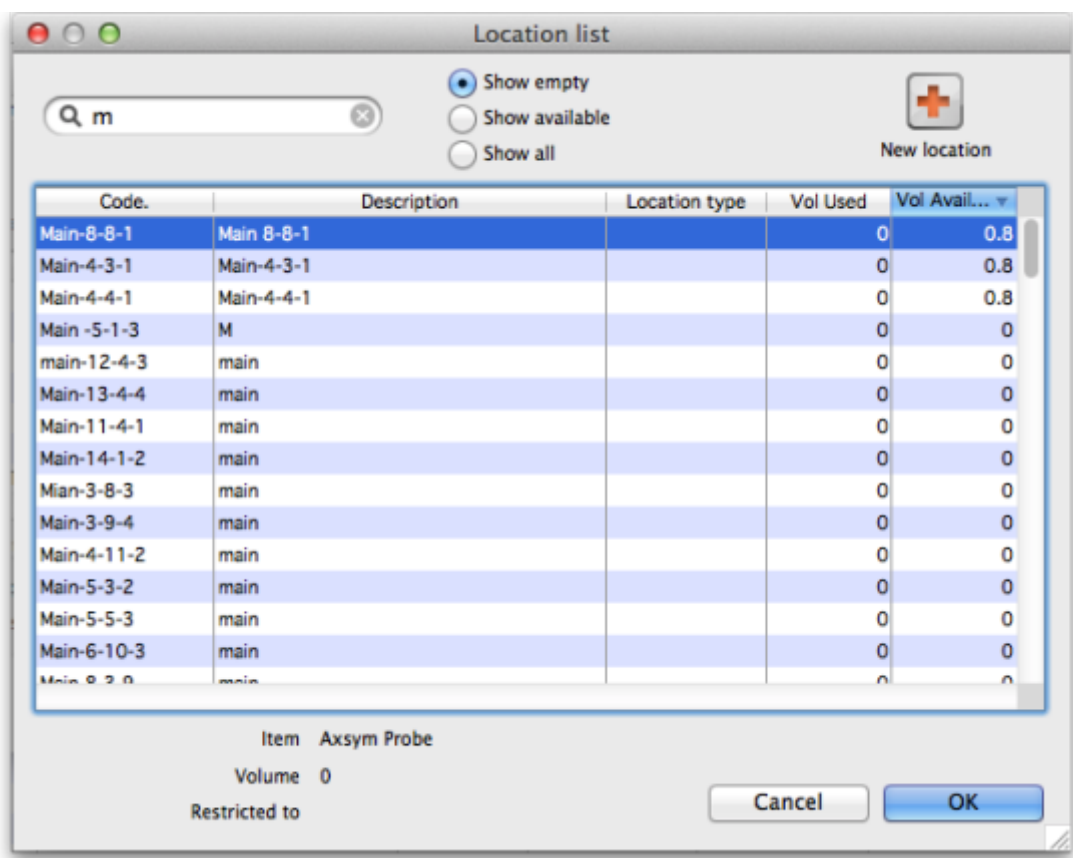 Location list
m
Show empty
Show available
Show all
New location
Code. Description Location type Vol Used Vol Avail...
Main-8-8-1 Main 8-8-1 0 0.8
Main-4-3-1 Main-4-3-1 0 0.8
Main-4-4-1 Main-4-4-1 0 0.8
Main -5-1-3 M 0 0
main-12-4-3 main 0 0
Main-13-4-4 main 0 0
Main-11-4-1 main 0 0
Main-14-1-2 main 0 0
Mian-3-8-3 main 0 0
Main-3-9-4 main 0 0
Main-4-11-2 main 0 0
Main-5-3-2 main 0 0
Main-5-5-3 main 0 0
Main-6-10-3 main 0 0
main 0 0
Item Axsym Probe
Volume 0
Restricted to
Cancel OK